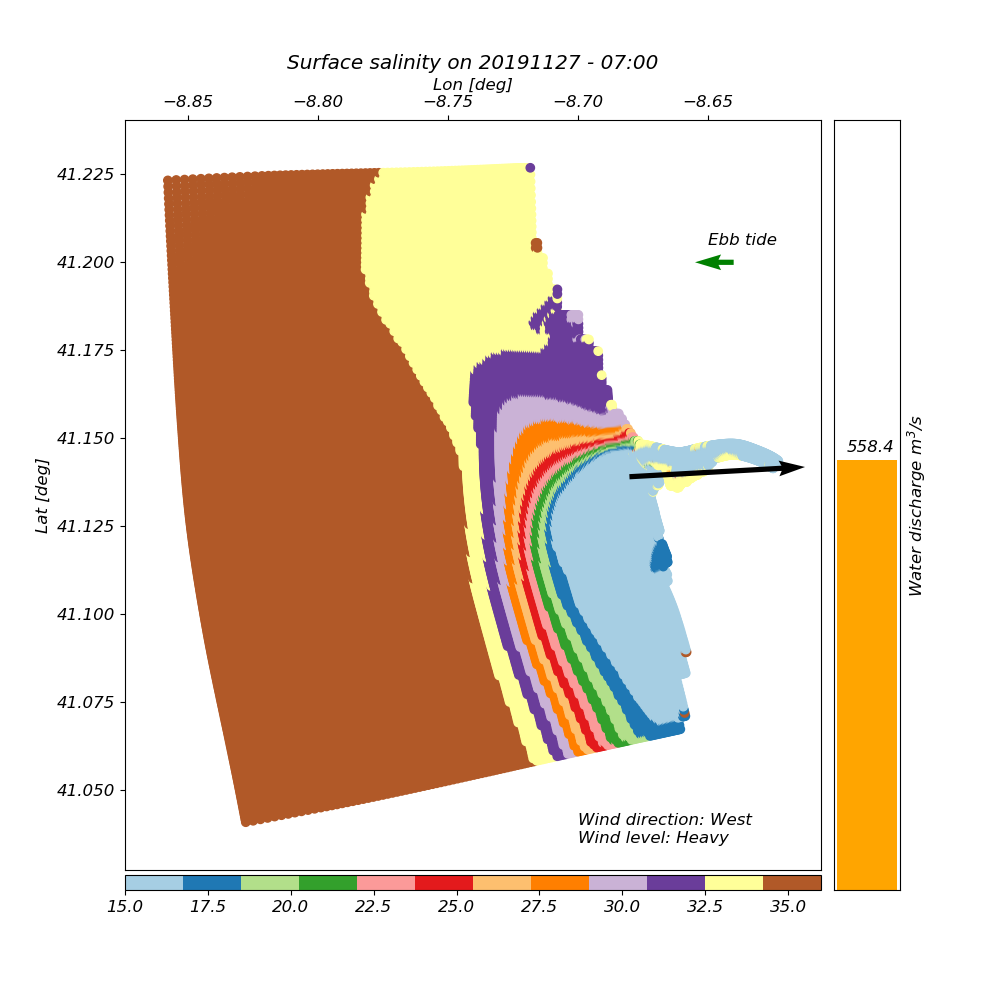 Surface salinity on 20191127 - 07:00
Lon [deg]
−8.85 −8.80 −8.75 −8.70 −8.65
41.225
Ebb tide
41.200
41.175
41.150
558.4
Lat [deg]
Water discharge m³/s
41.125
41.100
41.075
41.050
Wind direction: West
Wind level: Heavy
15.0 17.5 20.0 22.5 25.0 27.5 30.0 32.5 35.0